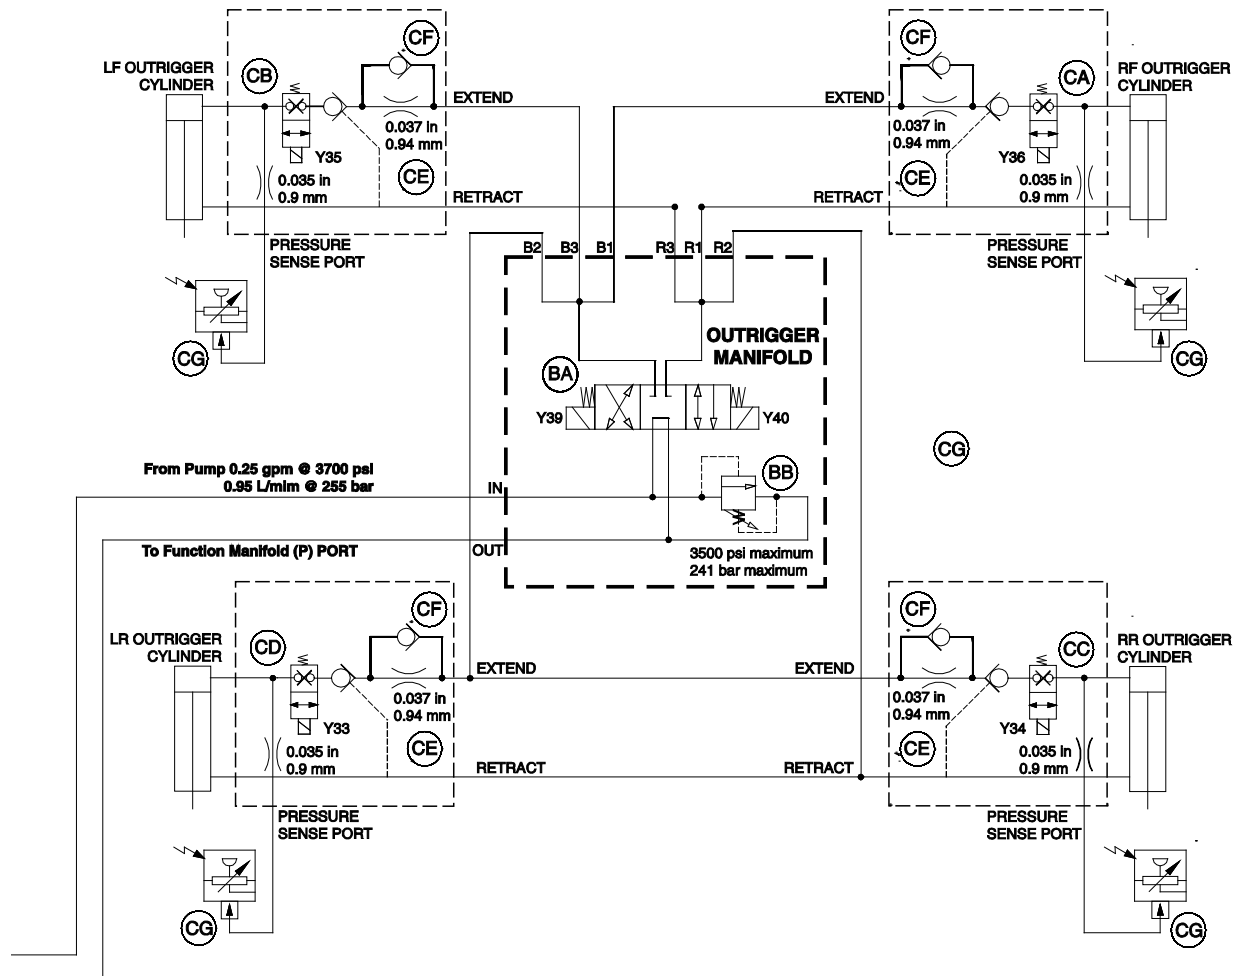 CF
CF
CB
CA
LF OUTRIGGER
CYLINDER
RF OUTRIGGER
CYLINDER
EXTEND
EXTEND
0.037 in
0.94 mm
0.037 in
0.94 mm
Y35
Y36
CE
CE
0.035 in
0.9 mm
0.035 in
0.9 mm
RETRACT
RETRACT
PRESSURE
SENSE PORT
B2
B3
B1
R3
R1
R2
PRESSURE
SENSE PORT
OUTRIGGER
MANIFOLD
CG
CG
BA
Y39
Y40
CG
From Pump 0.25 gpm @ 3700 psi
0.95 L/mim @ 255 bar
BB
IN
To Function Manifold (P) PORT
OUT
3500 psi maximum
241 bar maximum
CF
CF
CD
CC
LR OUTRIGGER
CYLINDER
RR OUTRIGGER
CYLINDER
EXTEND
EXTEND
0.037 in
0.94 mm
0.037 in
0.94 mm
Y33
Y34
CE
CE
0.035 in
0.9 mm
0.035 in
0.9 mm
RETRACT
RETRACT
PRESSURE
SENSE PORT
PRESSURE
SENSE PORT
CG
CG